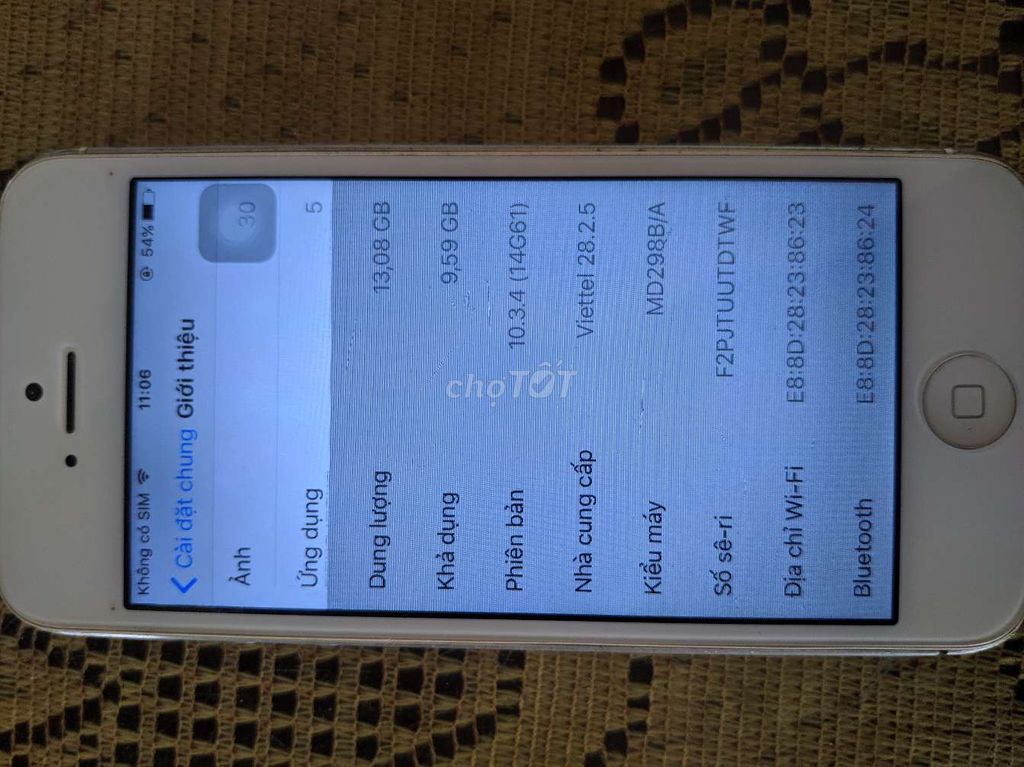 Không có SIM 11:06 54%
Cài đặt chung Giới thiệu
Ảnh 30
Ứng dụng 5
Dung lượng 13,08 GB
Khả dụng 9,59 GB
Phiên bản 10.3.4 (14G61)
Nhà cung cấp Viettel 28.2.5
Kiểu máy MD298B/A
Số sê-ri F2PJTUUTDTWF
Địa chỉ Wi-Fi E8:8D:28:23:86:23
Bluetooth E8:8D:28:23:86:24
chợTỐT